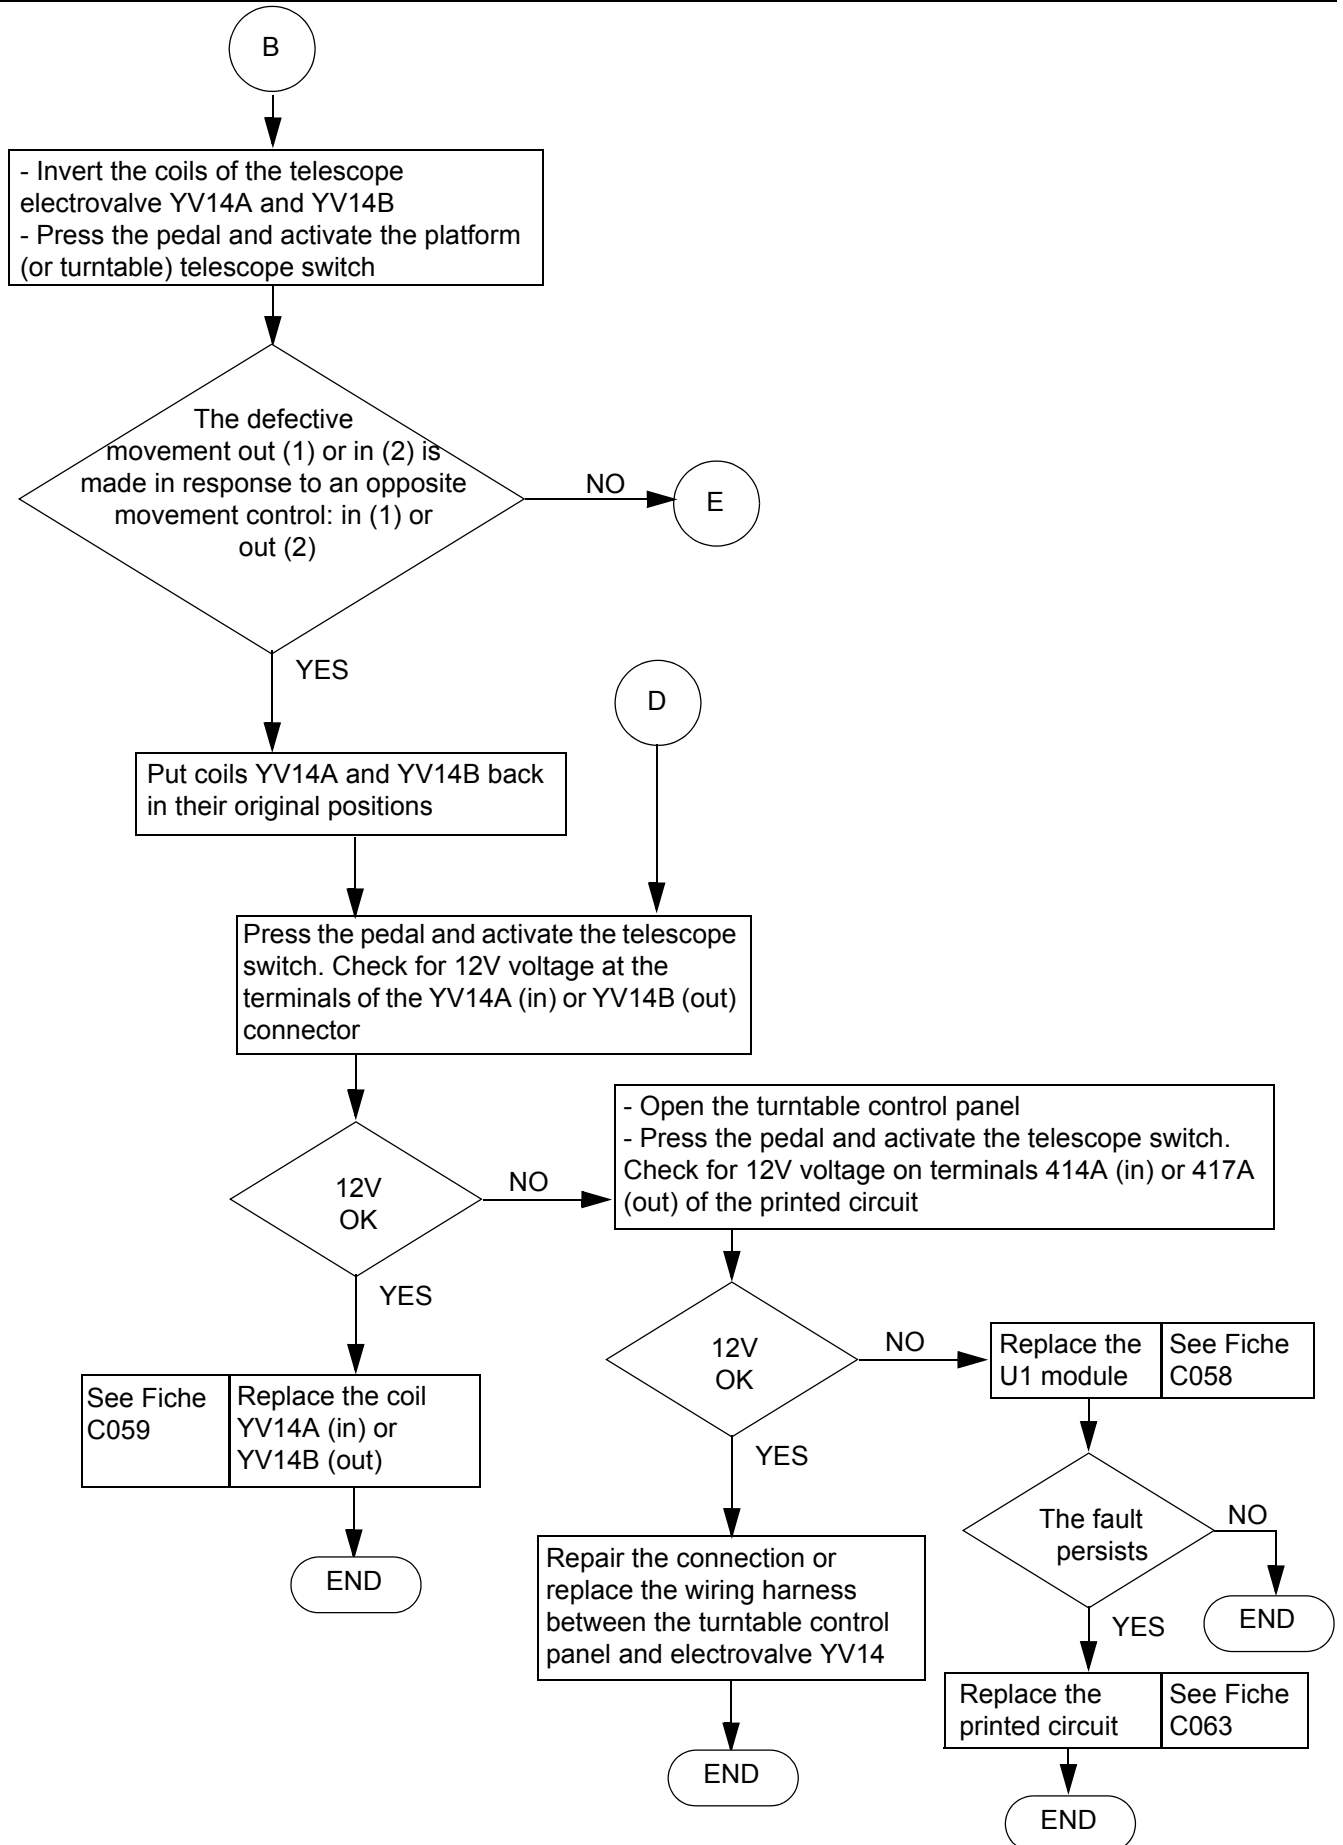 B
- Invert the coils of the telescope
electrovalve YV14A and YV14B
- Press the pedal and activate the platform
(or turntable) telescope switch
The defective
movement out (1) or in (2) is
made in response to an opposite
movement control: in (1) or
out (2)
NO
E
YES
D
Put coils YV14A and YV14B back
in their original positions
Press the pedal and activate the telescope
switch. Check for 12V voltage at the
terminals of the YV14A (in) or YV14B (out)
connector
- Open the turntable control panel
- Press the pedal and activate the telescope switch.
Check for 12V voltage on terminals 414A (in) or 417A
(out) of the printed circuit
12V
OK
NO
YES
12V
OK
NO
Replace the
U1 module
See Fiche
C058
See Fiche
C059
Replace the coil
YV14A (in) or
YV14B (out)
YES
The fault
persists
NO
END
Repair the connection or
replace the wiring harness
between the turntable control
panel and electrovalve YV14
END
YES
Replace the
printed circuit
See Fiche
C063
END
END